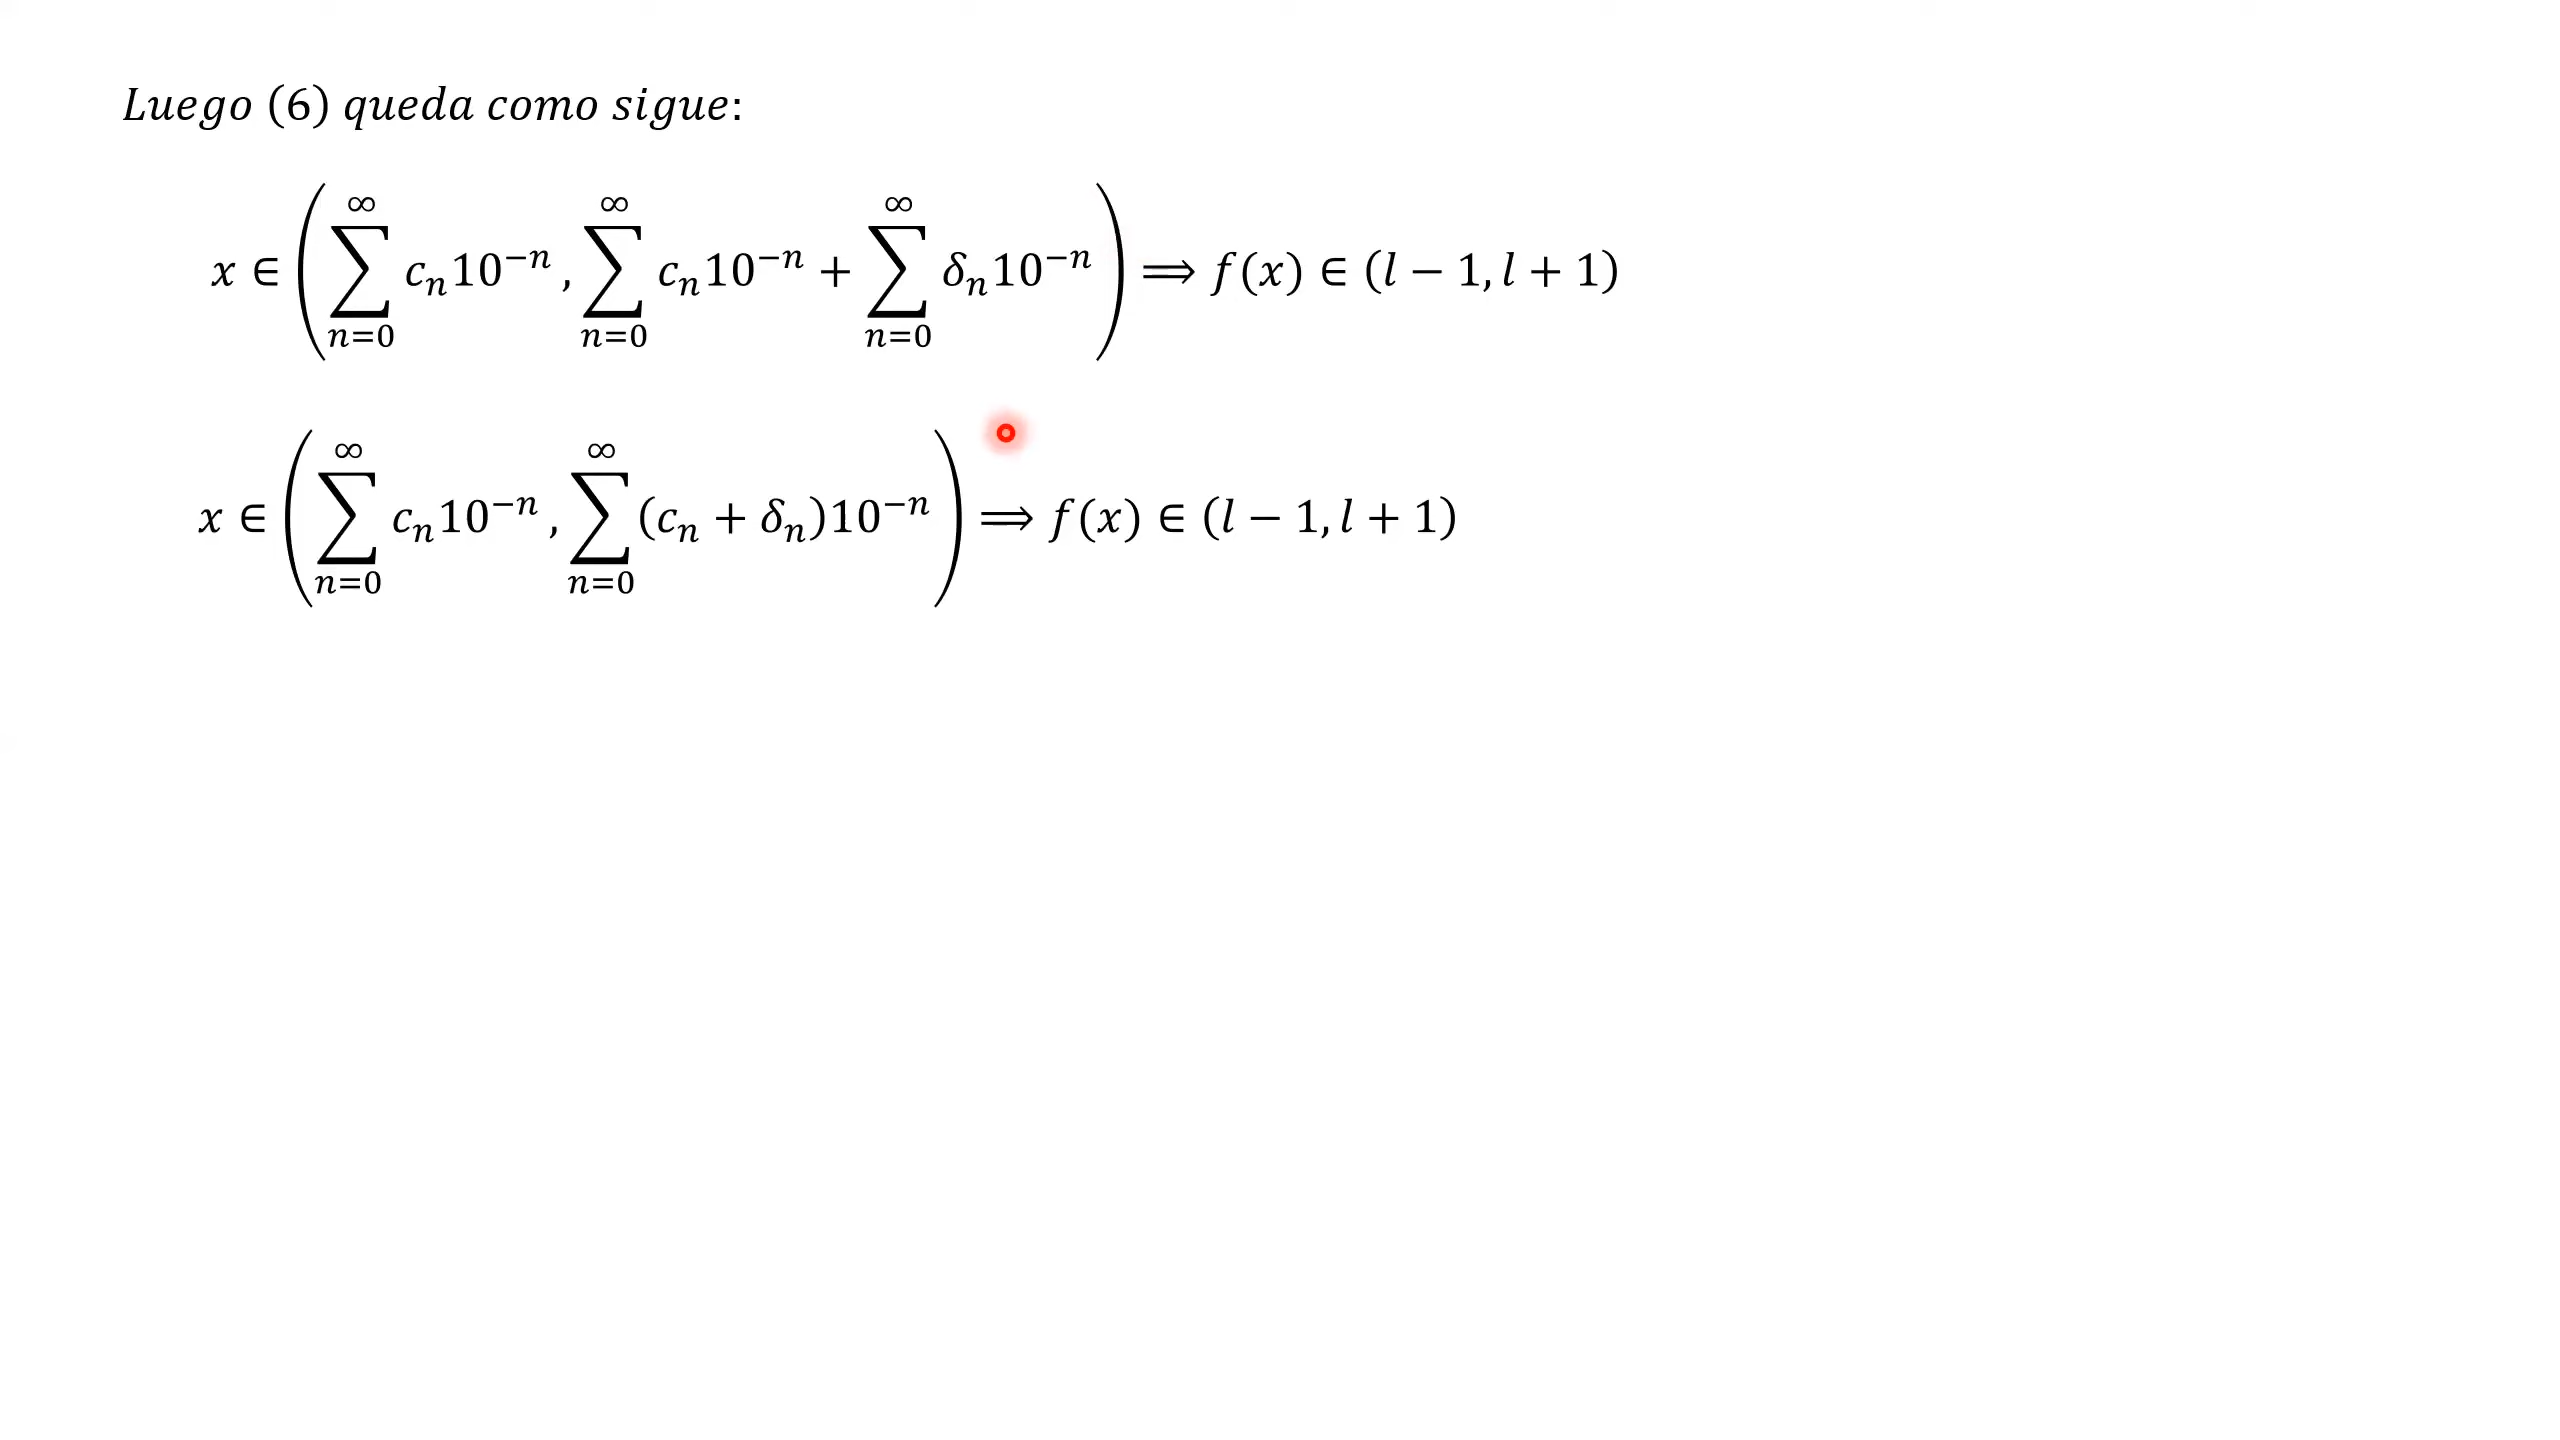 Luego (6) queda como sigue:
x ∈ (∑_{n=0}^{∞} c_n 10^{−n} , ∑_{n=0}^{∞} c_n 10^{−n} + ∑_{n=0}^{∞} δ_n 10^{−n}) ⟹ f(x) ∈ (l − 1, l + 1)
x ∈ (∑_{n=0}^{∞} c_n 10^{−n} , ∑_{n=0}^{∞} (c_n + δ_n) 10^{−n}) ⟹ f(x) ∈ (l − 1, l + 1)